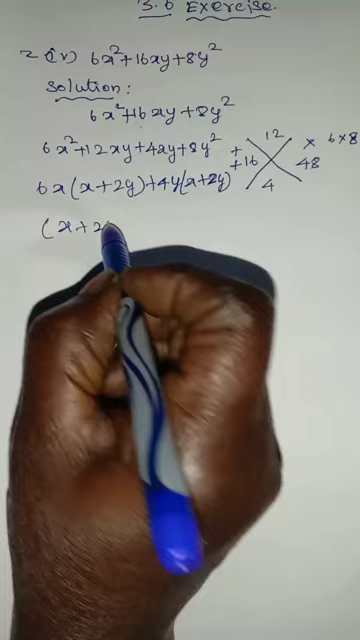 3.6 Exercise.
2 (iv) 6x²+16xy+8y²
Solution:
6x²+16xy+8y²
6x²+12xy+4xy+8y²
6x(x+2y)+4y(x+2y)
(x+2
12
+ × 6×8
+16 48
4